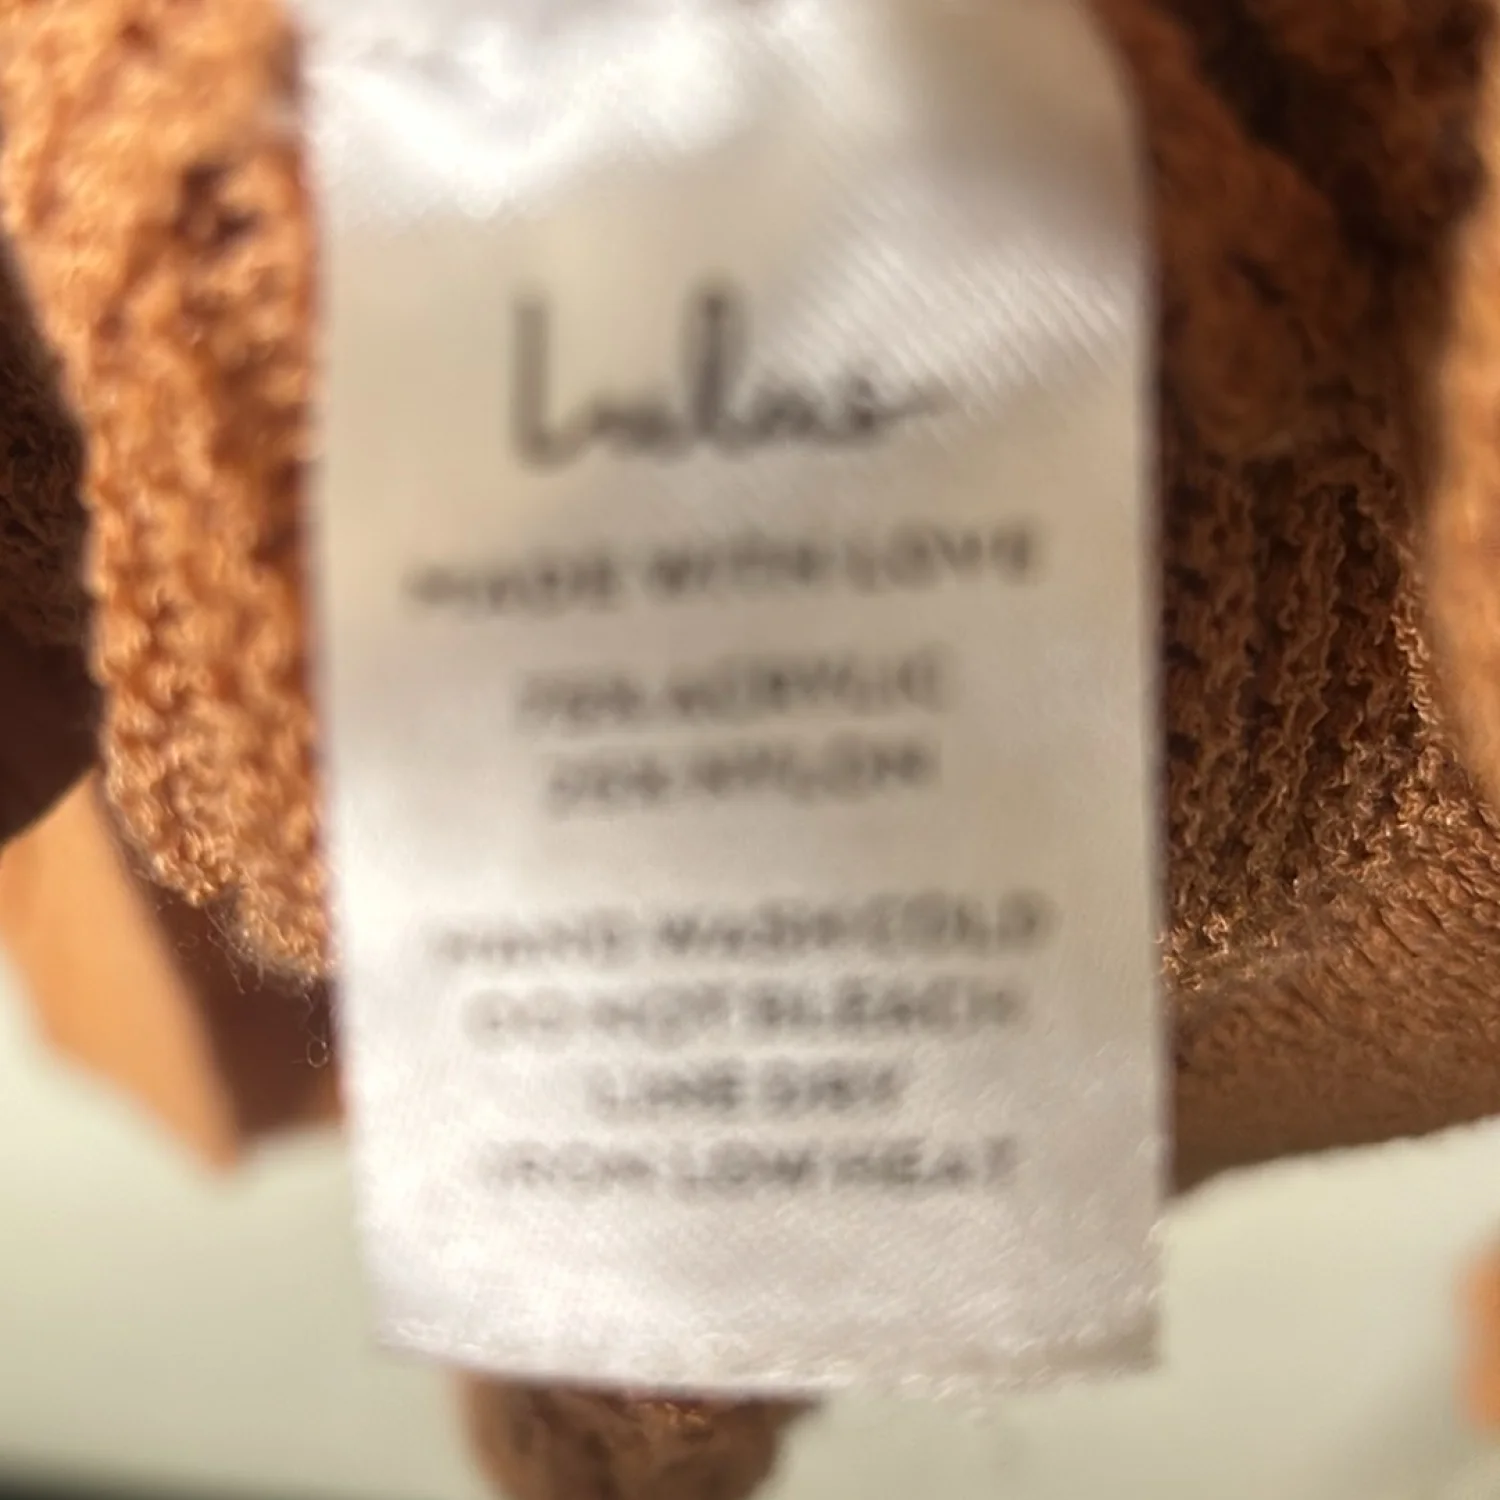 Lulus
MADE WITH LOVE
ACRYLIC
NYLON
HAND WASH COLD
DO NOT BLEACH
LINE DRY
IRON LOW HEAT